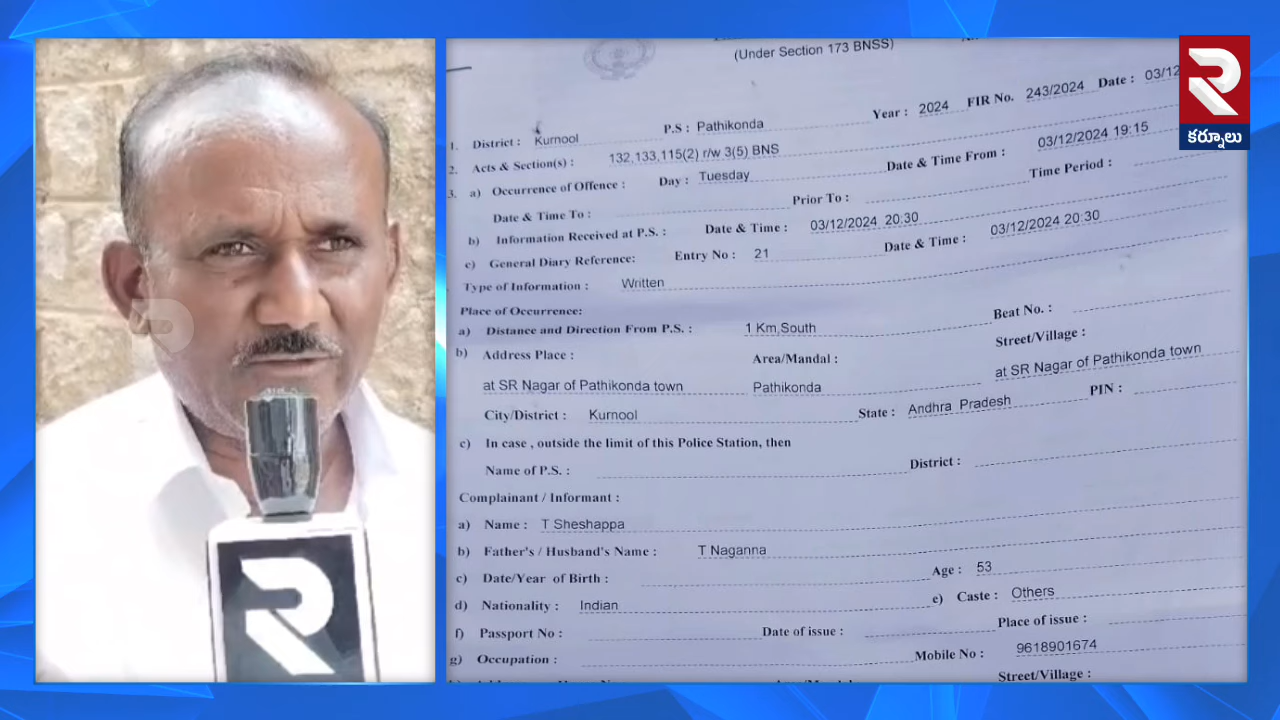 (Under Section 173 BNSS)
1. District : Kurnool P.S : Pathikonda Year : 2024 FIR No. 243/2024 Date : 03/12
2. Acts & Section(s) : 132,133,115(2) r/w 3(5) BNS
3. a) Occurrence of Offence : Day : Tuesday Date & Time From : 03/12/2024 19:15
Date & Time To : Prior To : Time Period :
b) Information Received at P.S. : Date & Time : 03/12/2024 20:30
c) General Diary Reference: Entry No : 21 Date & Time : 03/12/2024 20:30
Type of Information : Written
Place of Occurrence:
a) Distance and Direction From P.S. : 1 Km,South Beat No. :
b) Address Place : Area/Mandal : Street/Village :
at SR Nagar of Pathikonda town Pathikonda at SR Nagar of Pathikonda town
City/District : Kurnool State : Andhra Pradesh PIN :
c) In case , outside the limit of this Police Station, then
Name of P.S. : District :
Complainant / Informant :
a) Name : T Sheshappa
b) Father's / Husband's Name : T Naganna
c) Date/Year of Birth : Age : 53
d) Nationality : Indian e) Caste : Others
f) Passport No : Date of issue : Place of issue :
g) Occupation : Mobile No : 9618901674
Street/Village :
R
కర్నూలు
R
R